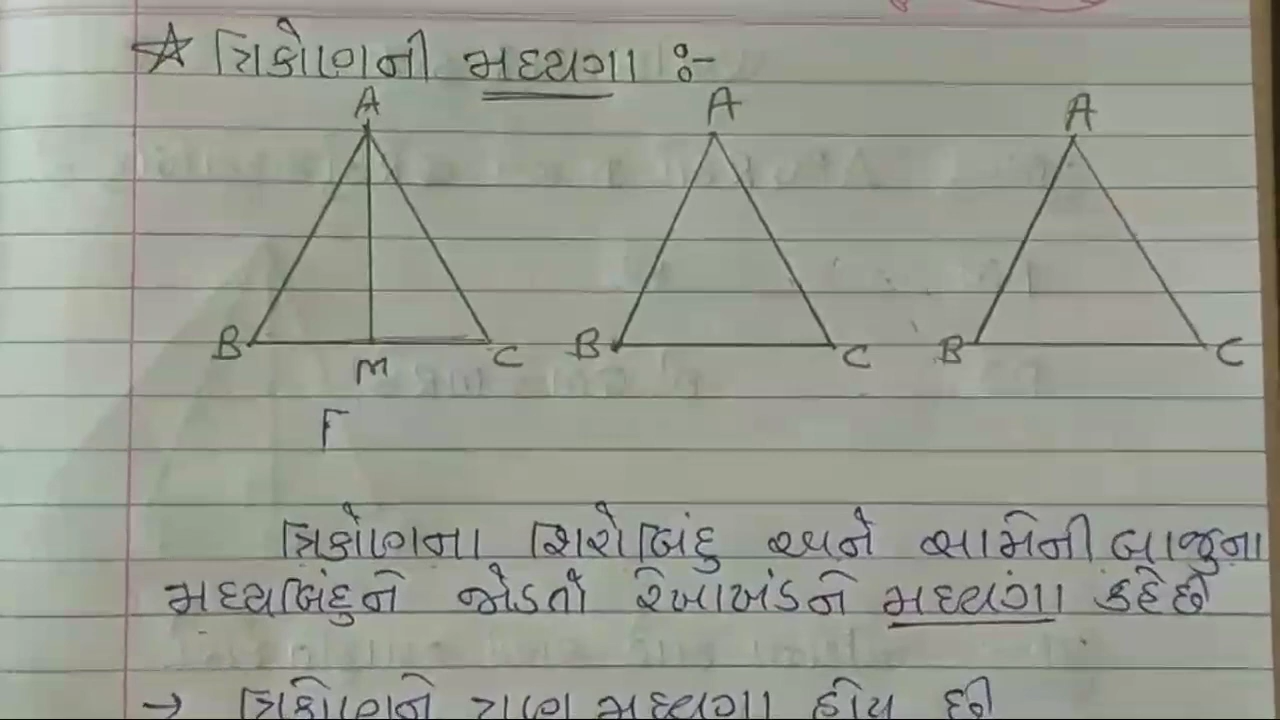 ☆ ત્રિકોણની મધ્યગા :-
A A A
B M C B C B C
F
ત્રિકોણના શિરોબિંદુ અને સામેની બાજુના
મધ્યબિંદુને જોડતો રેખાખંડને મધ્યગા કહે છે
→ ત્રિકોણને ત્રણ મધ્યગા હોય છે